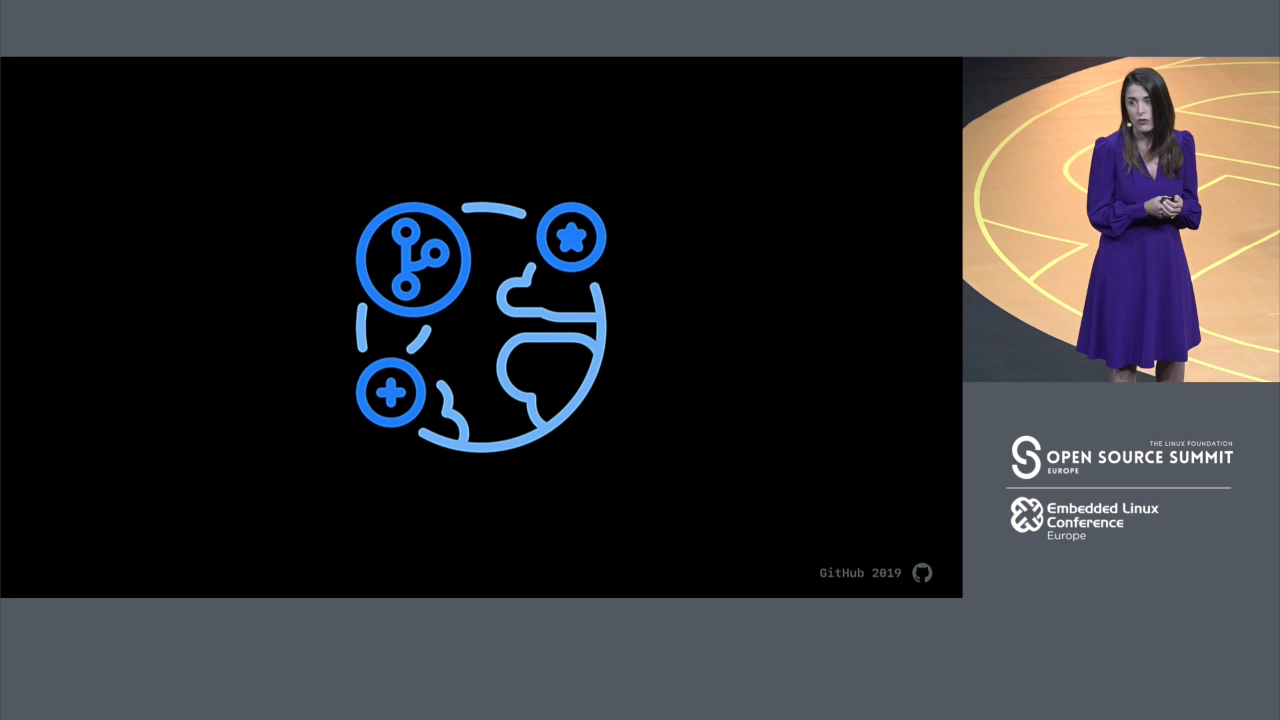 GitHub 2019
THE LINUX FOUNDATION
OPEN SOURCE SUMMIT
EUROPE
Embedded Linux
Conference
Europe